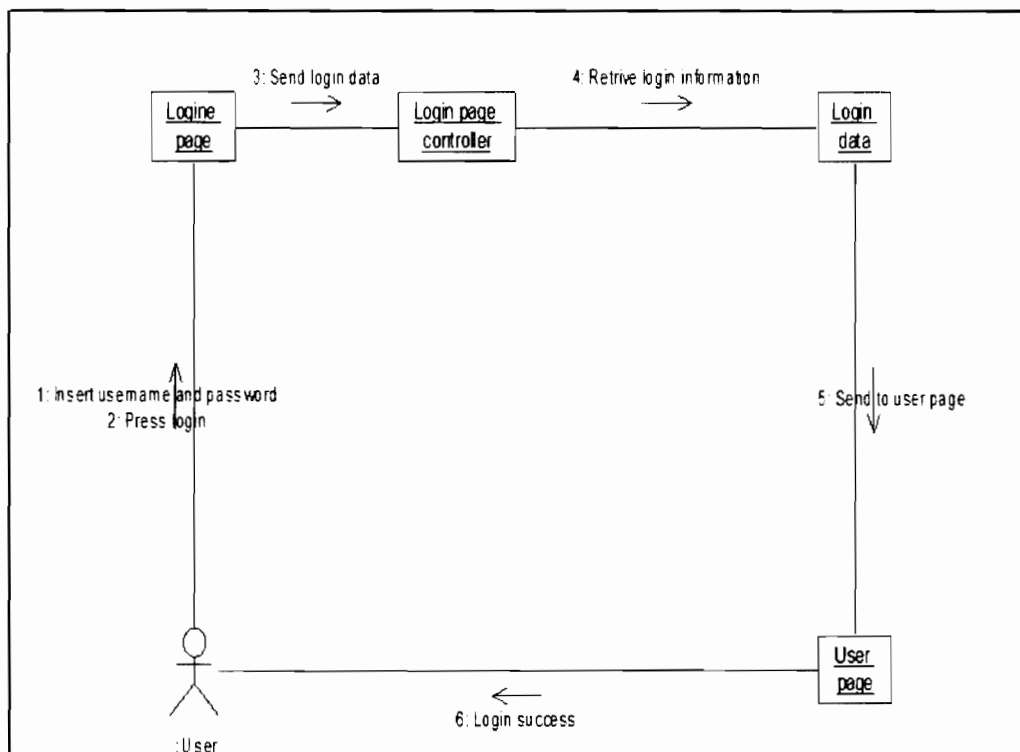 3: Send login data
4: Retrive login information
Logine
page
Login page
controller
Login
data
1: Insert username and password
2: Press login
5: Send to user page
User
page
6: Login success
:User